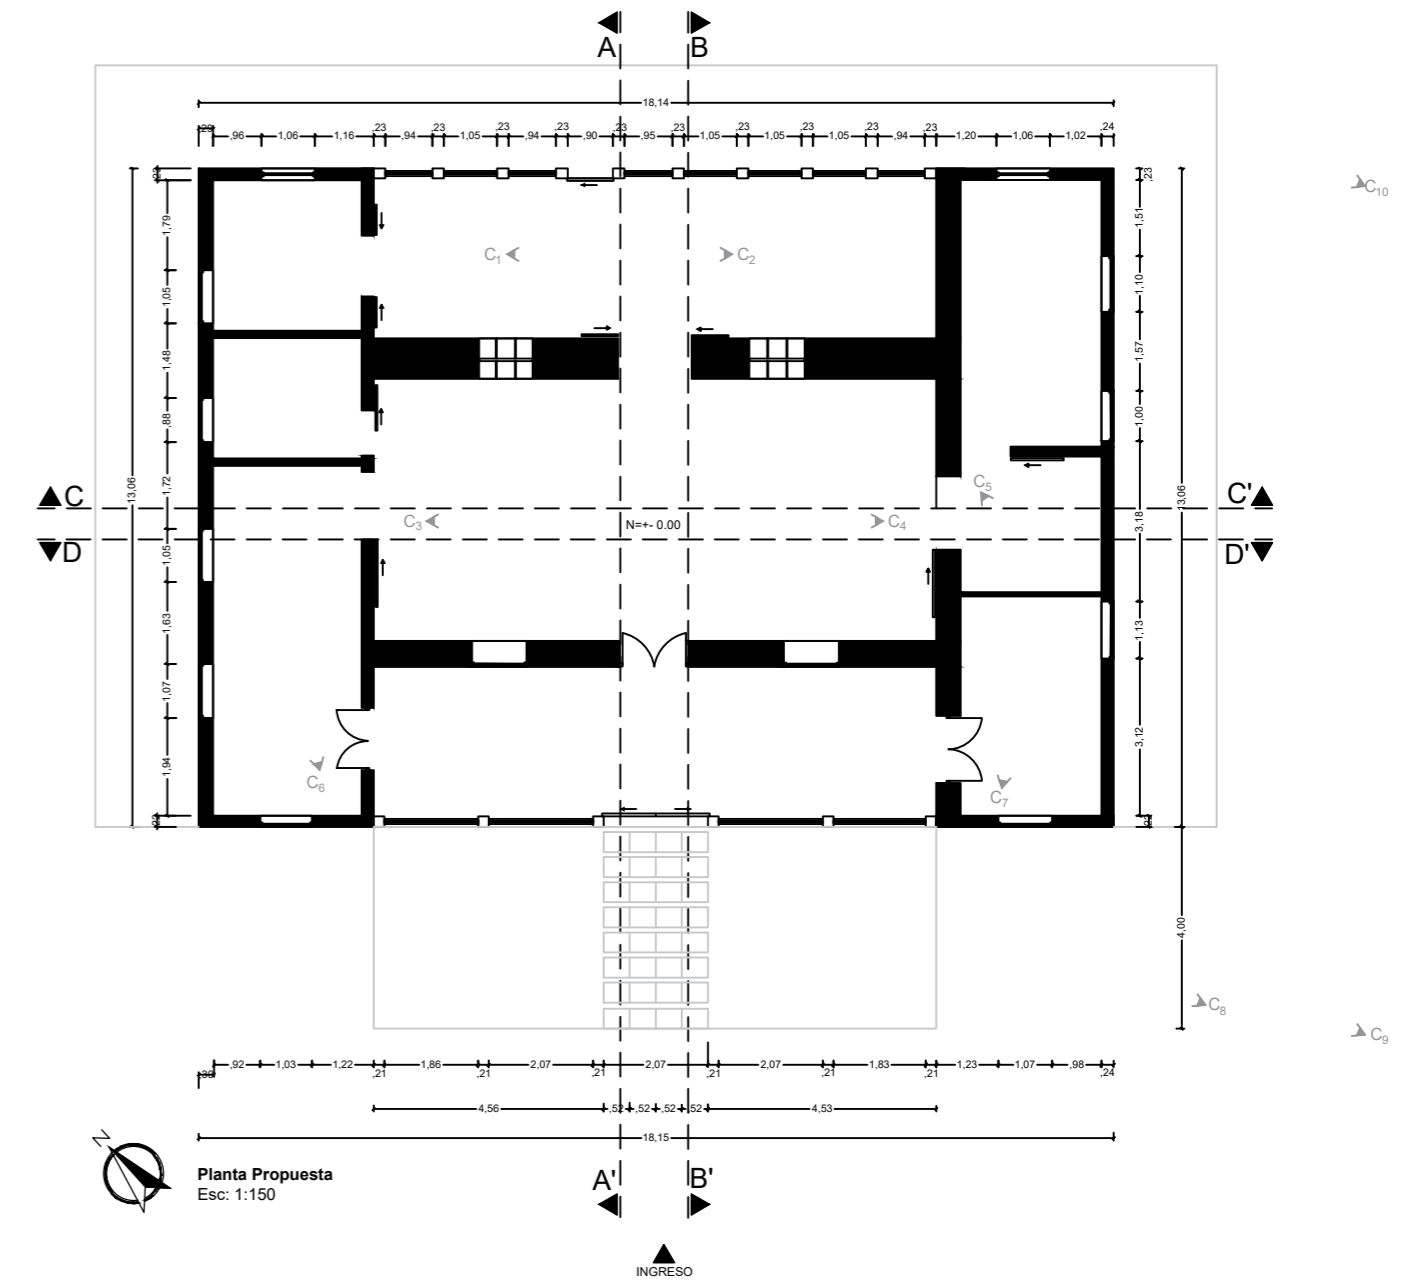 A B
18,14
,23 ,23 ,23 ,23 ,23 ,23 ,23 ,23 ,23
,96 1,06 1,16 ,94 1,05 ,94 ,90 ,95 1,05 1,05 1,05 ,94 1,20 1,06 1,02 ,24
,23
C10
1,79
1,51
C1 C2
1,05
1,10
1,48
1,57
,88
1,00
13,06
1,72
C5
13,06
C C'
C3 N=+- 0.00 C4
3,18
D D'
1,05
1,63
1,13
1,07
3,12
1,94
C6
C7
4,00
C8
C9
,92 1,03 1,22 1,86 2,07 2,07 2,07 1,83 1,23 1,07 ,98
,21 ,21 ,21 ,21 ,21 ,21 ,24
4,56 ,52 ,52 ,52 ,52 4,53
18,15
N
Planta Propuesta
Esc: 1:150
A' B'
INGRESO